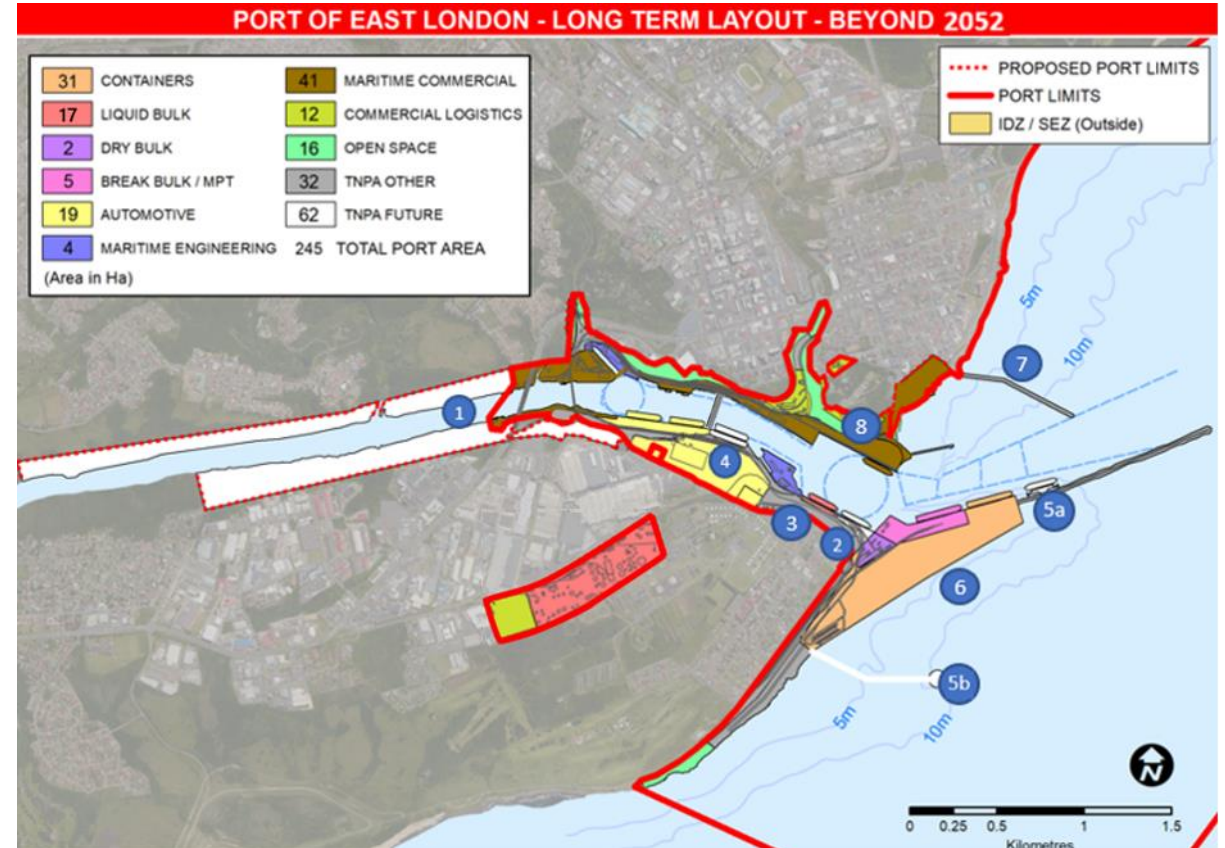 PORT OF EAST LONDON - LONG TERM LAYOUT - BEYOND 2052
31 CONTAINERS
17 LIQUID BULK
2 DRY BULK
5 BREAK BULK / MPT
19 AUTOMOTIVE
4 MARITIME ENGINEERING
(Area in Ha)
41 MARITIME COMMERCIAL
12 COMMERCIAL LOGISTICS
16 OPEN SPACE
32 TNPA OTHER
62 TNPA FUTURE
245 TOTAL PORT AREA
PROPOSED PORT LIMITS
PORT LIMITS
IDZ / SEZ (Outside)
5m
10m
7
1
8
4
3
2
5a
6
5b
5m
10m
N
0 0.25 0.5 1 1.5
Kilometres